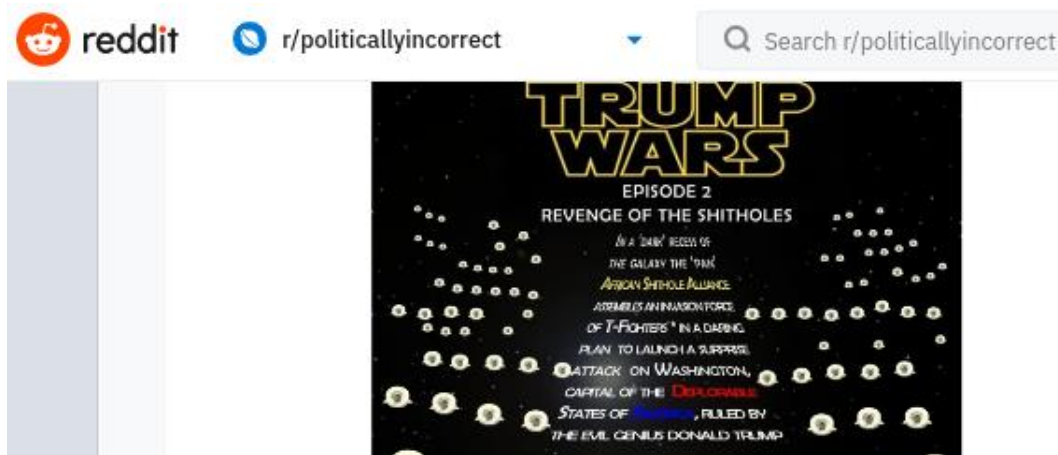 reddit r/politicallyincorrect Search r/politicallyincorrect
TRUMP
WARS
EPISODE 2
REVENGE OF THE SHITHOLES
IN A 'DARK' RECESS OF
THE GALAXY THE
AFRICAN SHITHOLE ALLIANCE
ASSEMBLES AN INVASION FORCE
OF T-FIGHTERS * IN A DARING
PLAN TO LAUNCH A SURPRISE
ATTACK ON WASHINGTON,
CAPITAL OF THE DEPLORABLE
STATES OF AMERICA, RULED BY
THE EVIL GENIUS DONALD TRUMP